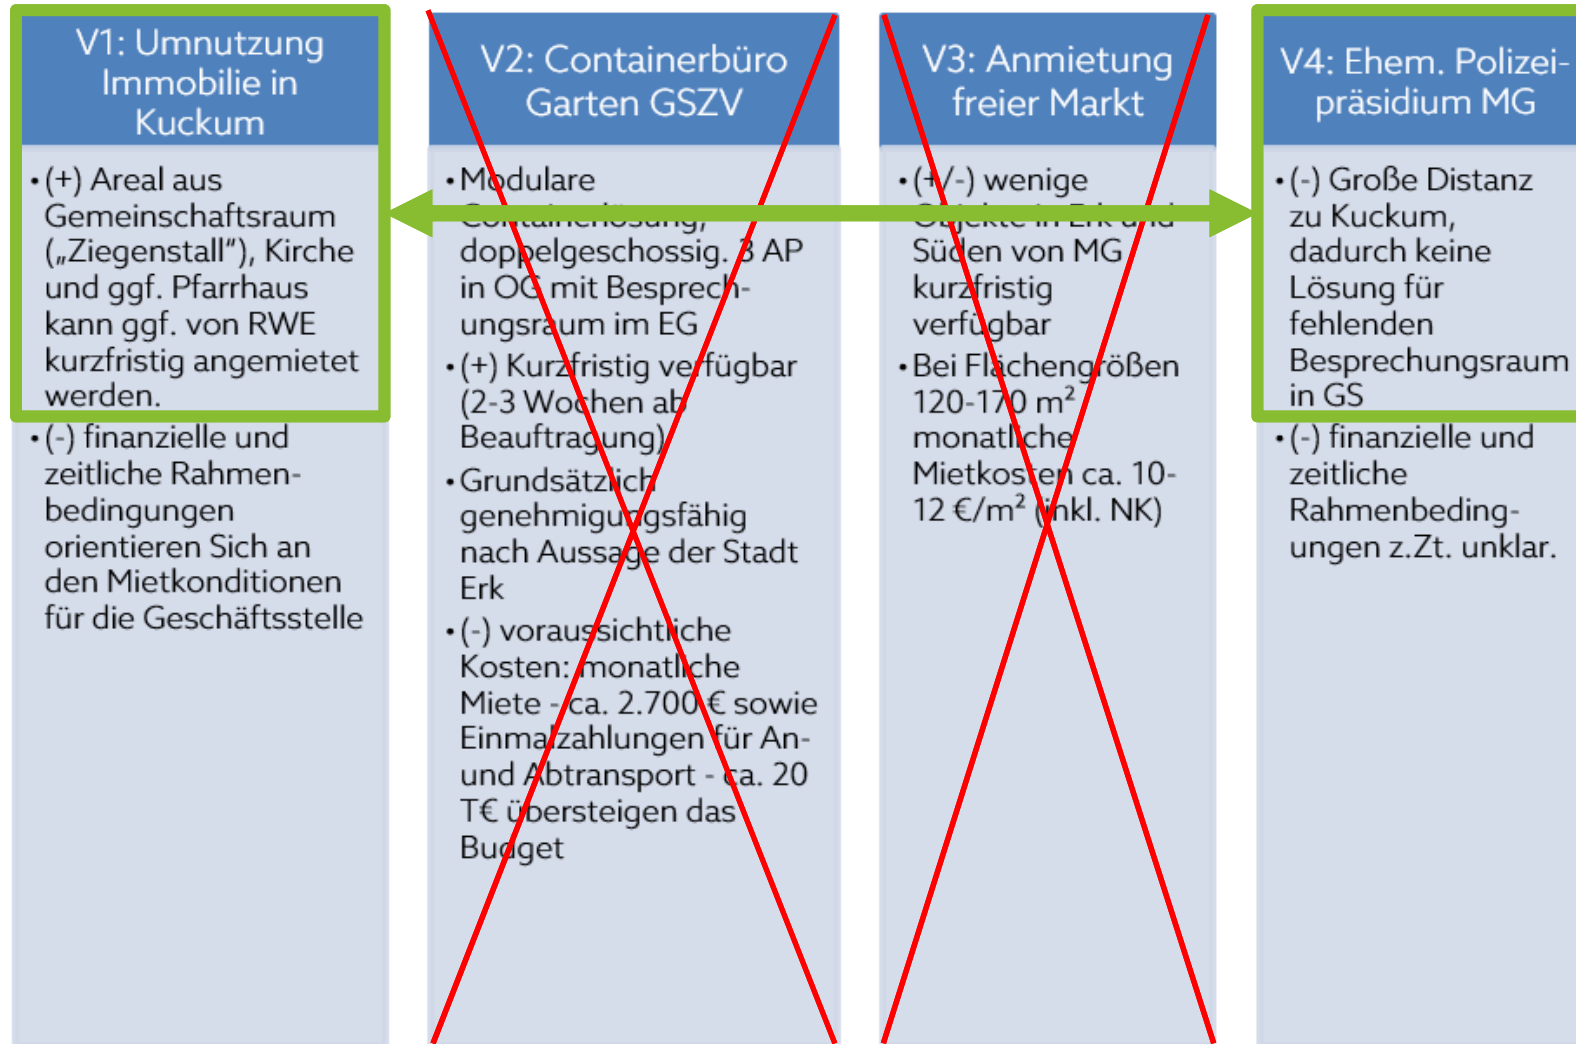 V1: Umnutzung
Immobilie in
Kuckum
• (+) Areal aus
Gemeinschaftsraum
(„Ziegenstall“), Kirche
und ggf. Pfarrhaus
kann ggf. von RWE
kurzfristig angemietet
werden.
• (-) finanzielle und
zeitliche Rahmen-
bedingungen
orientieren Sich an
den Mietkonditionen
für die Geschäftsstelle
V2: Containerbüro
Garten GSZV
• Modulare
Containerlösung,
doppelgeschossig. 3 AP
in OG mit Besprech-
ungsraum im EG
• (+) Kurzfristig verfügbar
(2-3 Wochen ab
Beauftragung)
• Grundsätzlich
genehmigungsfähig
nach Aussage der Stadt
Erk
• (-) voraussichtliche
Kosten: monatliche
Miete - ca. 2.700 € sowie
Einmalzahlungen für An-
und Abtransport - ca. 20
T€ übersteigen das
Budget
V3: Anmietung
freier Markt
• (+/-) wenige
Objekte in Erk und
Süden von MG
kurzfristig
verfügbar
• Bei Flächengrößen
120-170 m²
monatliche
Mietkosten ca. 10-
12 €/m² (inkl. NK)
V4: Ehem. Polizei-
präsidium MG
• (-) Große Distanz
zu Kuckum,
dadurch keine
Lösung für
fehlenden
Besprechungsraum
in GS
• (-) finanzielle und
zeitliche
Rahmenbeding-
ungen z.Zt. unklar.